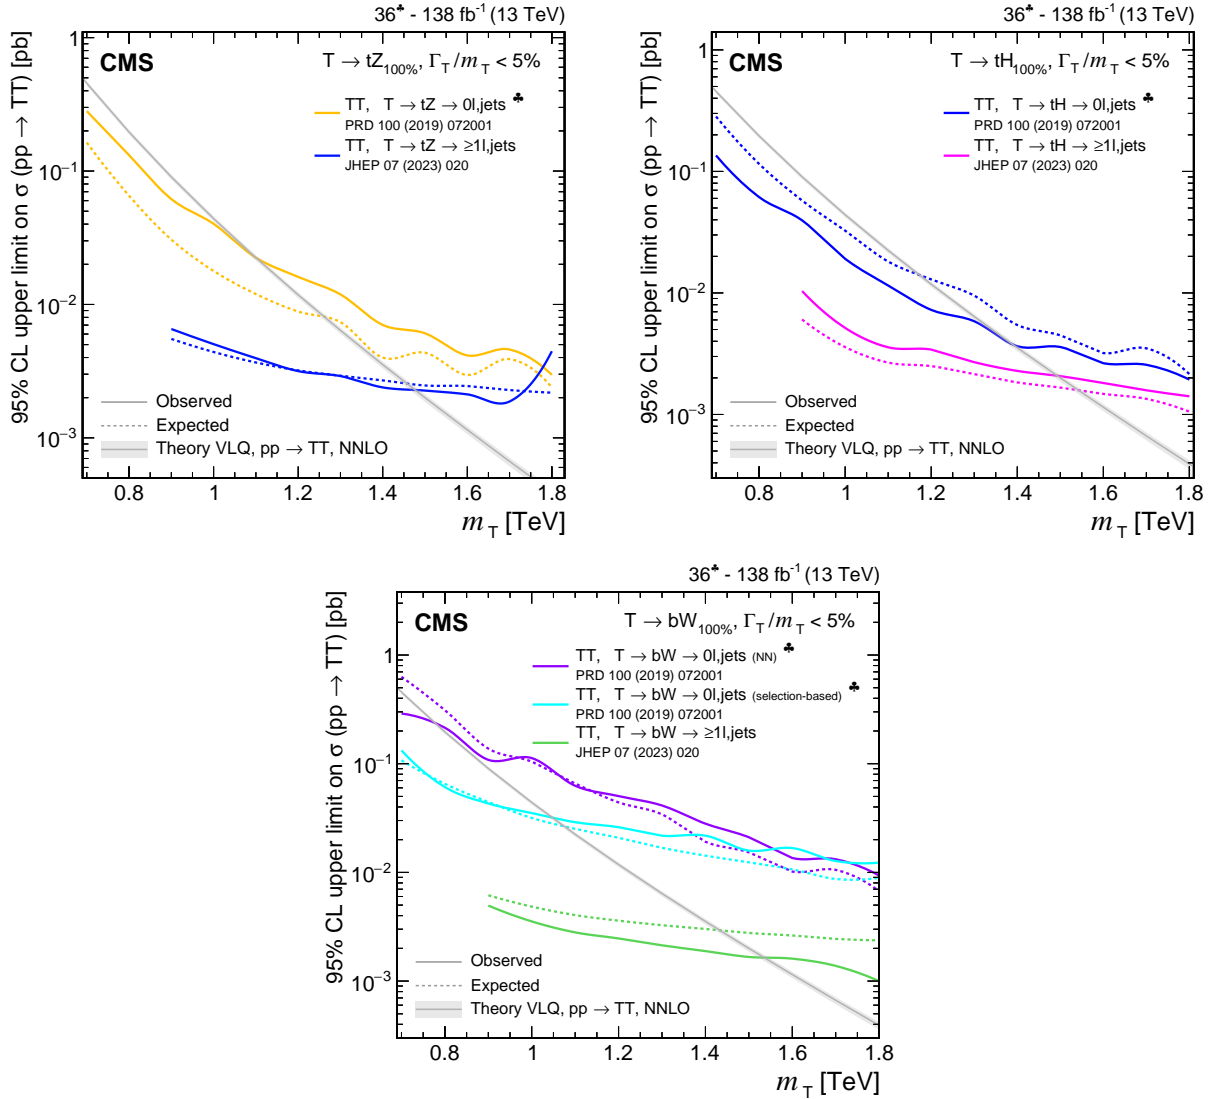 36♣ - 138 fb⁻¹ (13 TeV)
95% CL upper limit on σ (pp → TT) [pb]
CMS
T → tZ₁₀₀%, Γ_T/m_T < 5%
TT, T → tZ → 0l,jets ♣
PRD 100 (2019) 072001
TT, T → tZ → ≥1l,jets
JHEP 07 (2023) 020
1
10⁻¹
10⁻²
10⁻³
Observed
Expected
Theory VLQ, pp → TT, NNLO
0.8 1 1.2 1.4 1.6 1.8
m_T [TeV]
36♣ - 138 fb⁻¹ (13 TeV)
95% CL upper limit on σ (pp → TT) [pb]
CMS
T → tH₁₀₀%, Γ_T/m_T < 5%
TT, T → tH → 0l,jets ♣
PRD 100 (2019) 072001
TT, T → tH → ≥1l,jets
JHEP 07 (2023) 020
1
10⁻¹
10⁻²
10⁻³
Observed
Expected
Theory VLQ, pp → TT, NNLO
0.8 1 1.2 1.4 1.6 1.8
m_T [TeV]
36♣ - 138 fb⁻¹ (13 TeV)
95% CL upper limit on σ (pp → TT) [pb]
CMS
T → bW₁₀₀%, Γ_T/m_T < 5%
TT, T → bW → 0l,jets (NN) ♣
PRD 100 (2019) 072001
TT, T → bW → 0l,jets (selection-based) ♣
PRD 100 (2019) 072001
TT, T → bW → ≥1l,jets
JHEP 07 (2023) 020
1
10⁻¹
10⁻²
10⁻³
Observed
Expected
Theory VLQ, pp → TT, NNLO
0.8 1 1.2 1.4 1.6 1.8
m_T [TeV]